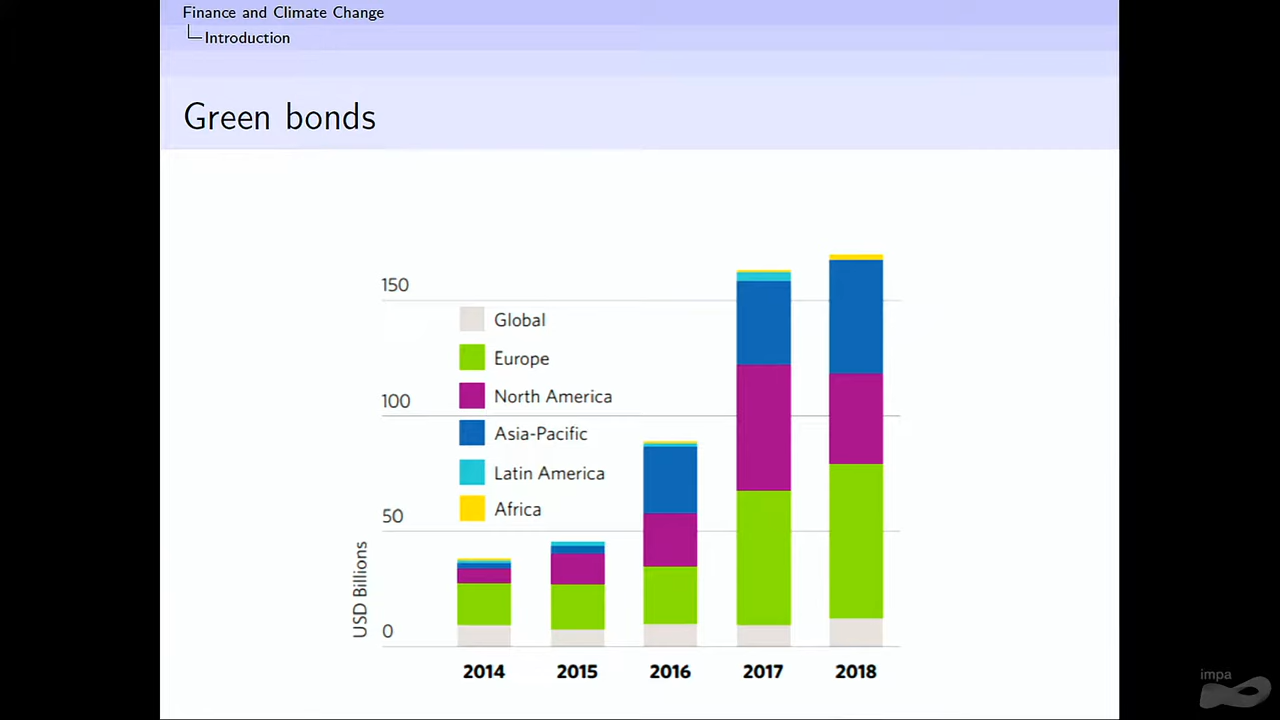 Finance and Climate Change
Introduction
Green bonds
150
Global
Europe
North America
100
Asia-Pacific
Latin America
Africa
50
USD Billions
0
2014 2015 2016 2017 2018
impa